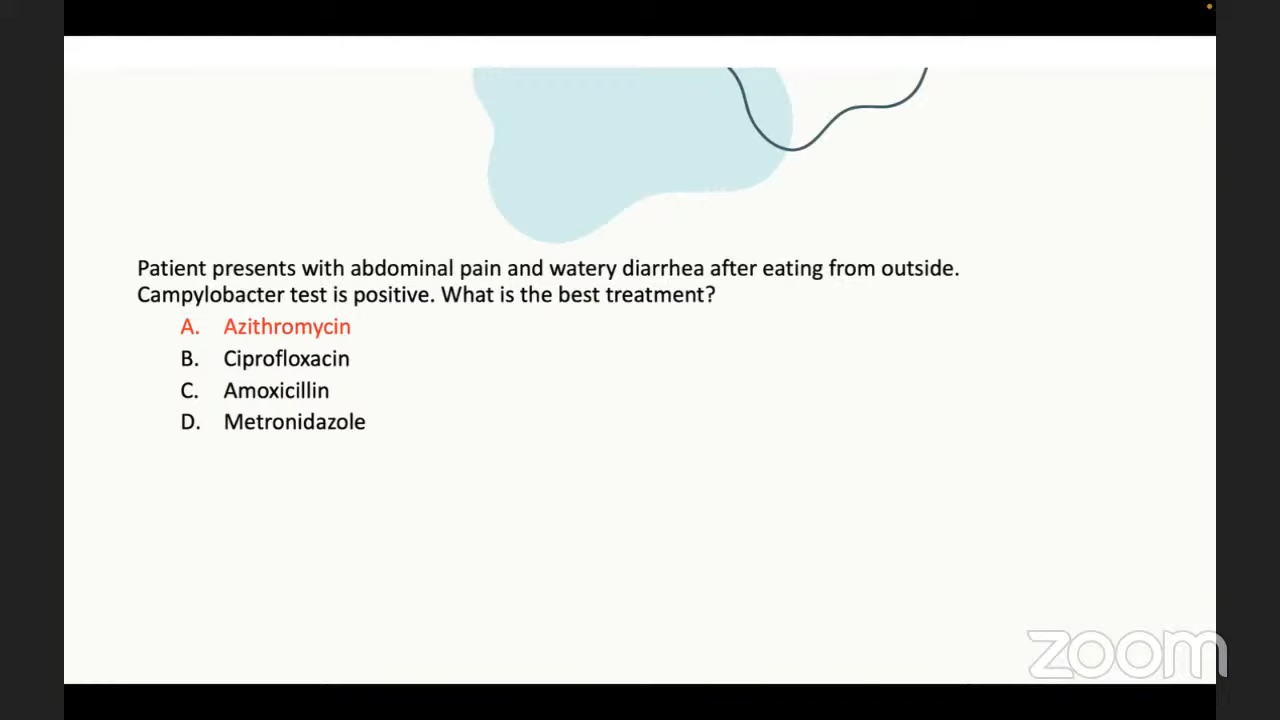 Patient presents with abdominal pain and watery diarrhea after eating from outside.
Campylobacter test is positive. What is the best treatment?
A. Azithromycin
B. Ciprofloxacin
C. Amoxicillin
D. Metronidazole
zoom